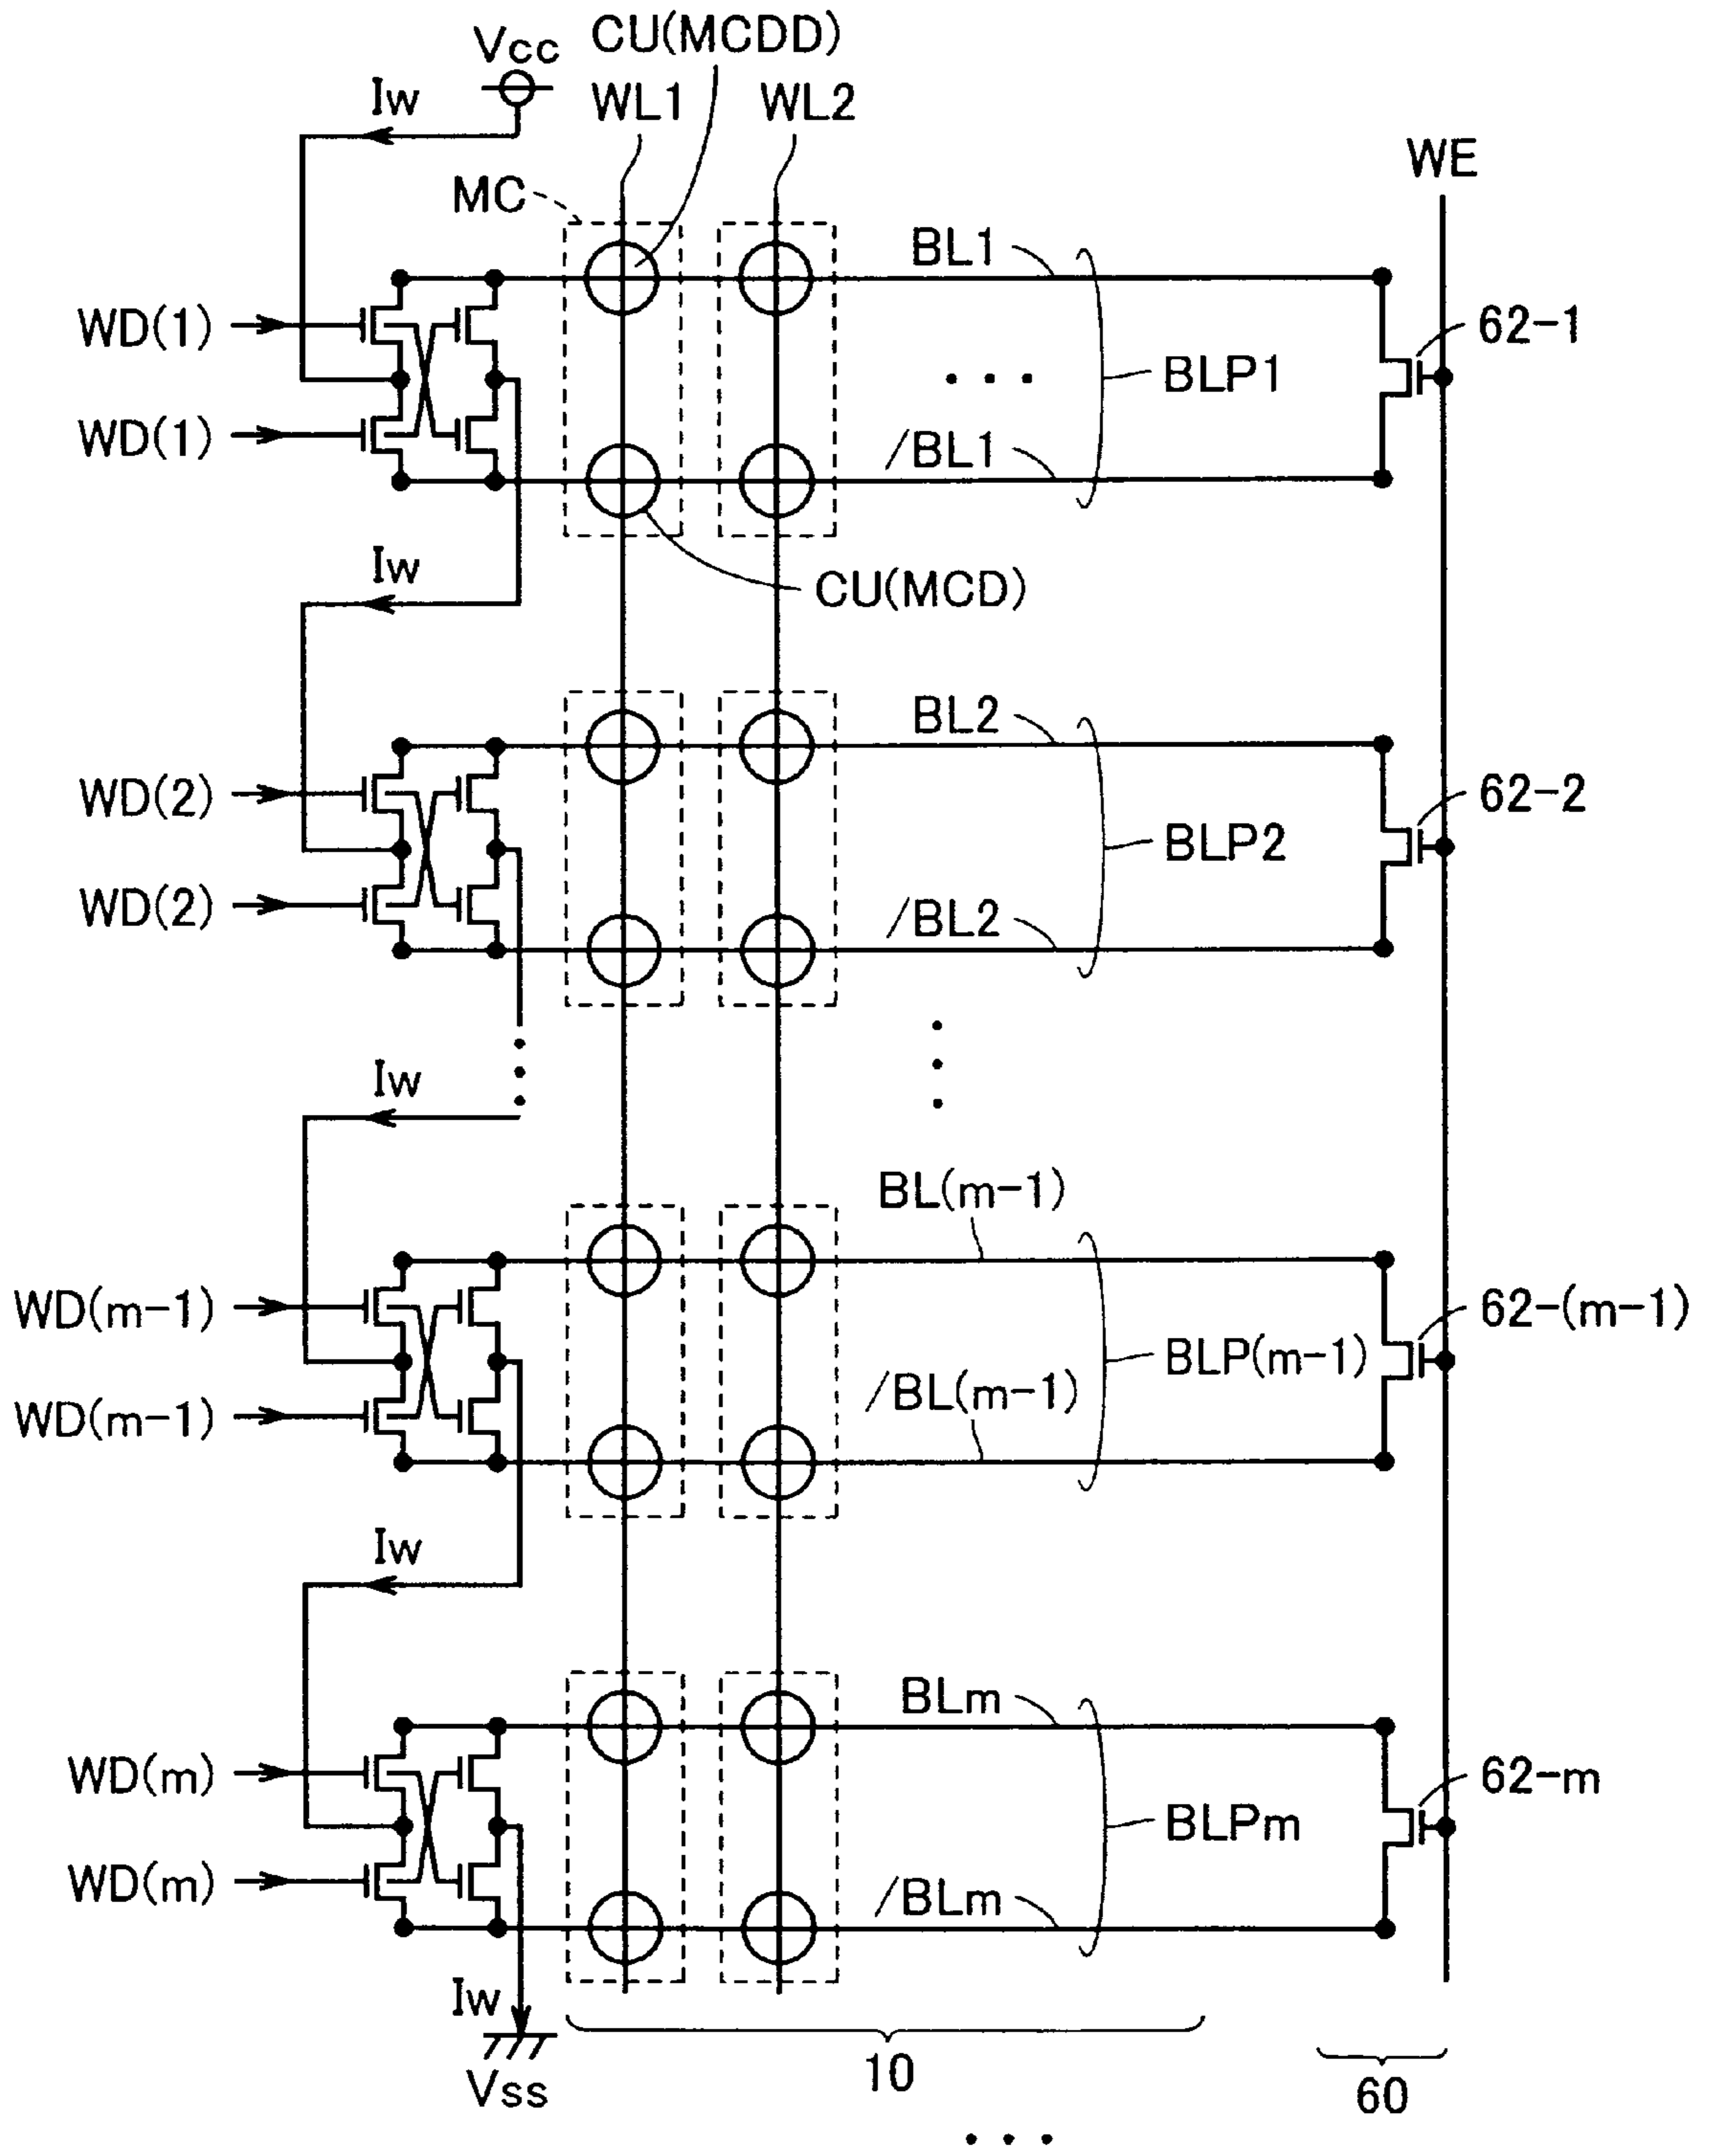 CU(MCDD)
Vcc
Iw
WL1
WL2
WE
MC
BL1
WD(1)
62-1
BLP1
WD(1)
/BL1
Iw
CU(MCD)
BL2
WD(2)
62-2
BLP2
WD(2)
/BL2
Iw
BL(m-1)
WD(m-1)
62-(m-1)
BLP(m-1)
/BL(m-1)
WD(m-1)
Iw
BLm
WD(m)
62-m
BLPm
WD(m)
/BLm
Iw
10
Vss
60